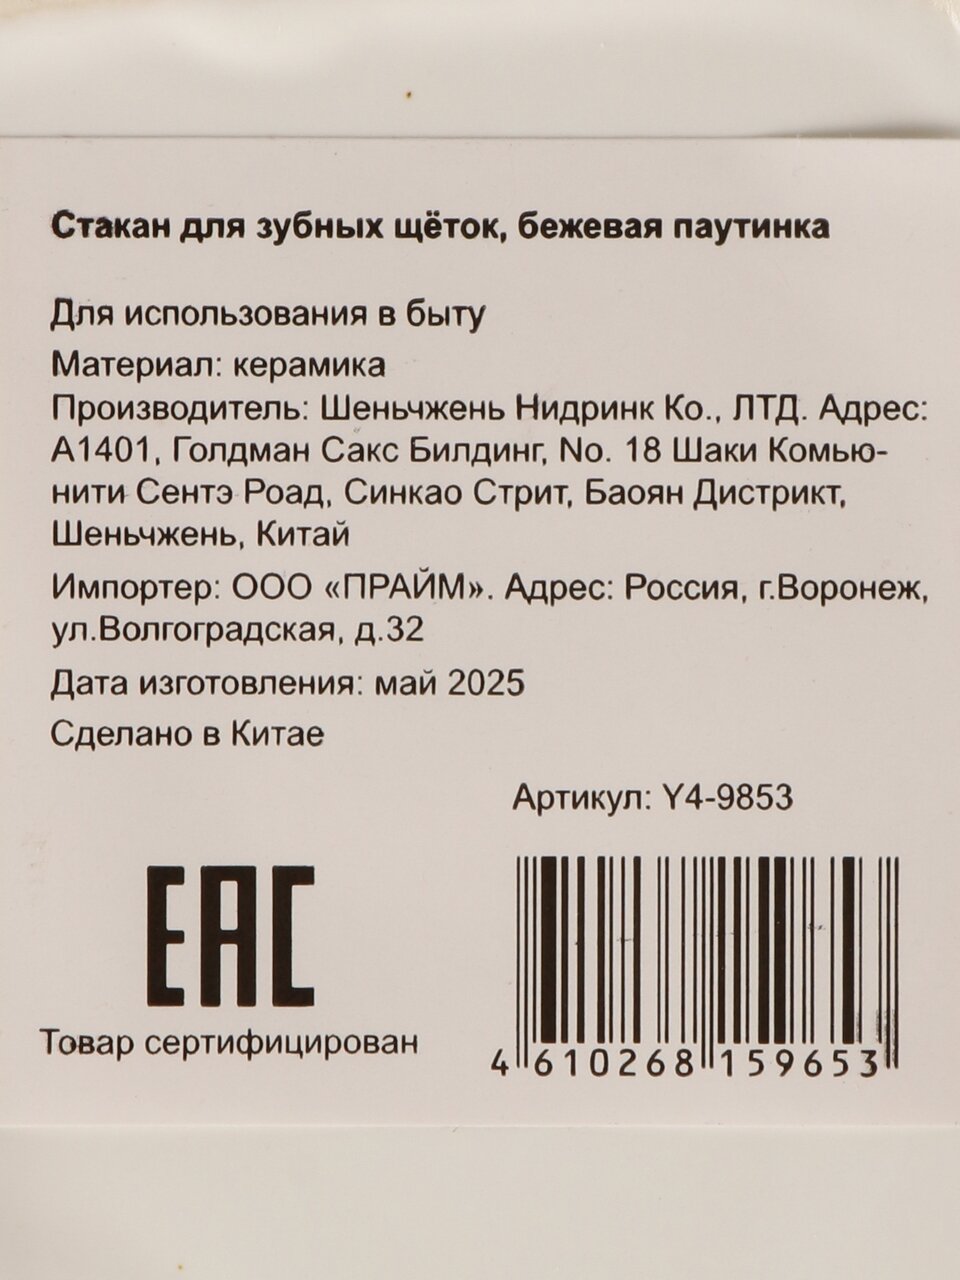 Стакан для зубных щёток, бежевая паутинка
Для использования в быту
Материал: керамика
Производитель: Шеньчжень Нидринк Ко., ЛТД. Адрес:
А1401, Голдман Сакс Билдинг, No. 18 Шаки Комью-
нити Сентэ Роад, Синкао Стрит, Баоян Дистрикт,
Шеньчжень, Китай
Импортер: ООО «ПРАЙМ». Адрес: Россия, г.Воронеж,
ул.Волгоградская, д.32
Дата изготовления: май 2025
Сделано в Китае
Артикул: Y4-9853
EAC
Товар сертифицирован
4 610268 159653